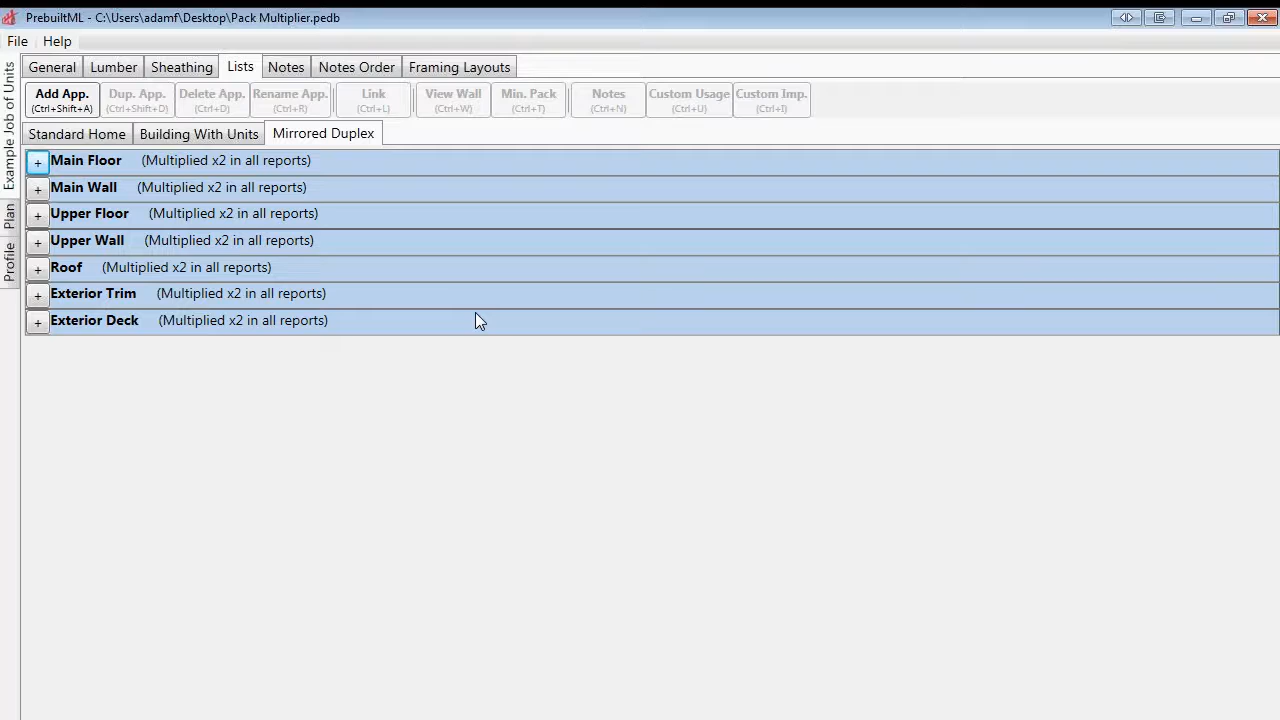 PrebuiltML - C:\Users\adamf\Desktop\Pack Multiplier.pedb
File Help
General Lumber Sheathing Lists Notes Notes Order Framing Layouts
Add App. Dup. App. Delete App. Rename App. Link View Wall Min. Pack Notes Custom Usage Custom Imp.
(Ctrl+Shift+A) (Ctrl+Shift+D) (Ctrl+D) (Ctrl+R) (Ctrl+L) (Ctrl+W) (Ctrl+T) (Ctrl+N) (Ctrl+U) (Ctrl+I)
Standard Home Building With Units Mirrored Duplex
+ Main Floor (Multiplied x2 in all reports)
+ Main Wall (Multiplied x2 in all reports)
+ Upper Floor (Multiplied x2 in all reports)
+ Upper Wall (Multiplied x2 in all reports)
+ Roof (Multiplied x2 in all reports)
+ Exterior Trim (Multiplied x2 in all reports)
+ Exterior Deck (Multiplied x2 in all reports)
Example Job of Units
Plan
Profile